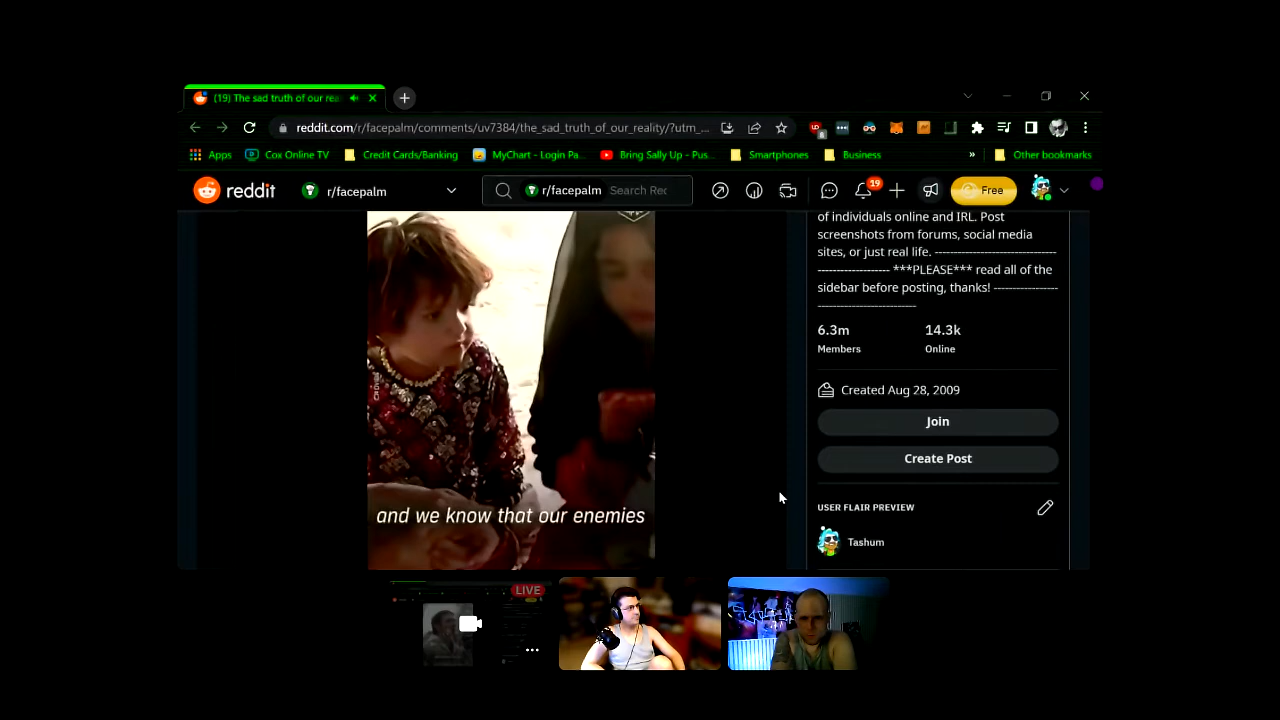 (19) The sad truth of our rea
reddit.com/r/facepalm/comments/uv7384/the_sad_truth_of_our_reality/?utm_...
Apps Cox Online TV Credit Cards/Banking MyChart - Login Pa... Bring Sally Up - Pus... Smartphones Business » Other bookmarks
reddit r/facepalm r/facepalm Search Rec 19 Free
of individuals online and IRL. Post
screenshots from forums, social media
sites, or just real life. -------------------------------
------------------ ***PLEASE*** read all of the
sidebar before posting, thanks! ----------------
------------------------
6.3m 14.3k
Members Online
Created Aug 28, 2009
Join
Create Post
USER FLAIR PREVIEW
Tashum
and we know that our enemies
LIVE